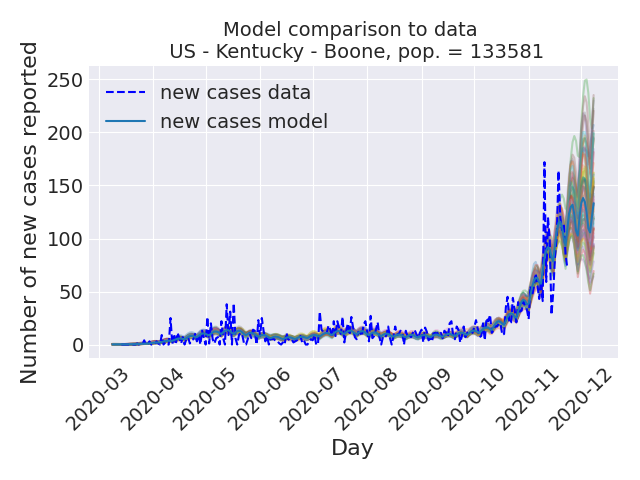 Model comparison to data
US - Kentucky - Boone, pop. = 133581
new cases data
new cases model
Number of new cases reported
250
200
150
100
50
0
2020-03
2020-04
2020-05
2020-06
2020-07
2020-08
2020-09
2020-10
2020-11
2020-12
Day